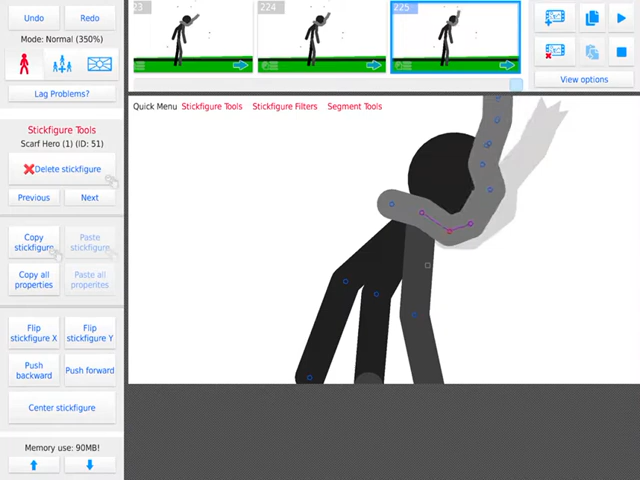 Undo
Redo
Mode: Normal (350%)
Lag Problems?
Stickfigure Tools
Scarf Hero (1) (ID: 51)
Delete stickfigure
Previous
Next
Copy
stickfigure
Paste
stickfigure
Copy all
properties
Paste all
properites
Flip
stickfigure X
Flip
stickfigure Y
Push
backward
Push forward
Center stickfigure
Memory use: 90MB!
23
224
225
View options
Quick Menu
Stickfigure Tools
Stickfigure Filters
Segment Tools